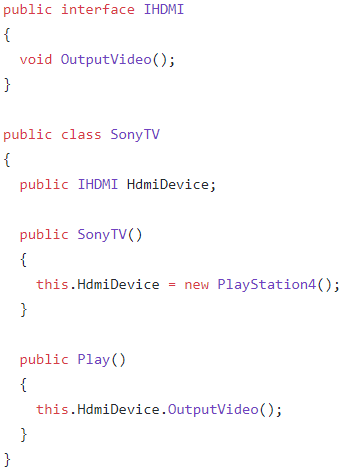 public interface IHDMI
{
  void OutputVideo();
}

public class SonyTV
{
  public IHDMI HdmiDevice;

  public SonyTV()
  {
    this.HdmiDevice = new PlayStation4();
  }

  public Play()
  {
    this.HdmiDevice.OutputVideo();
  }
}